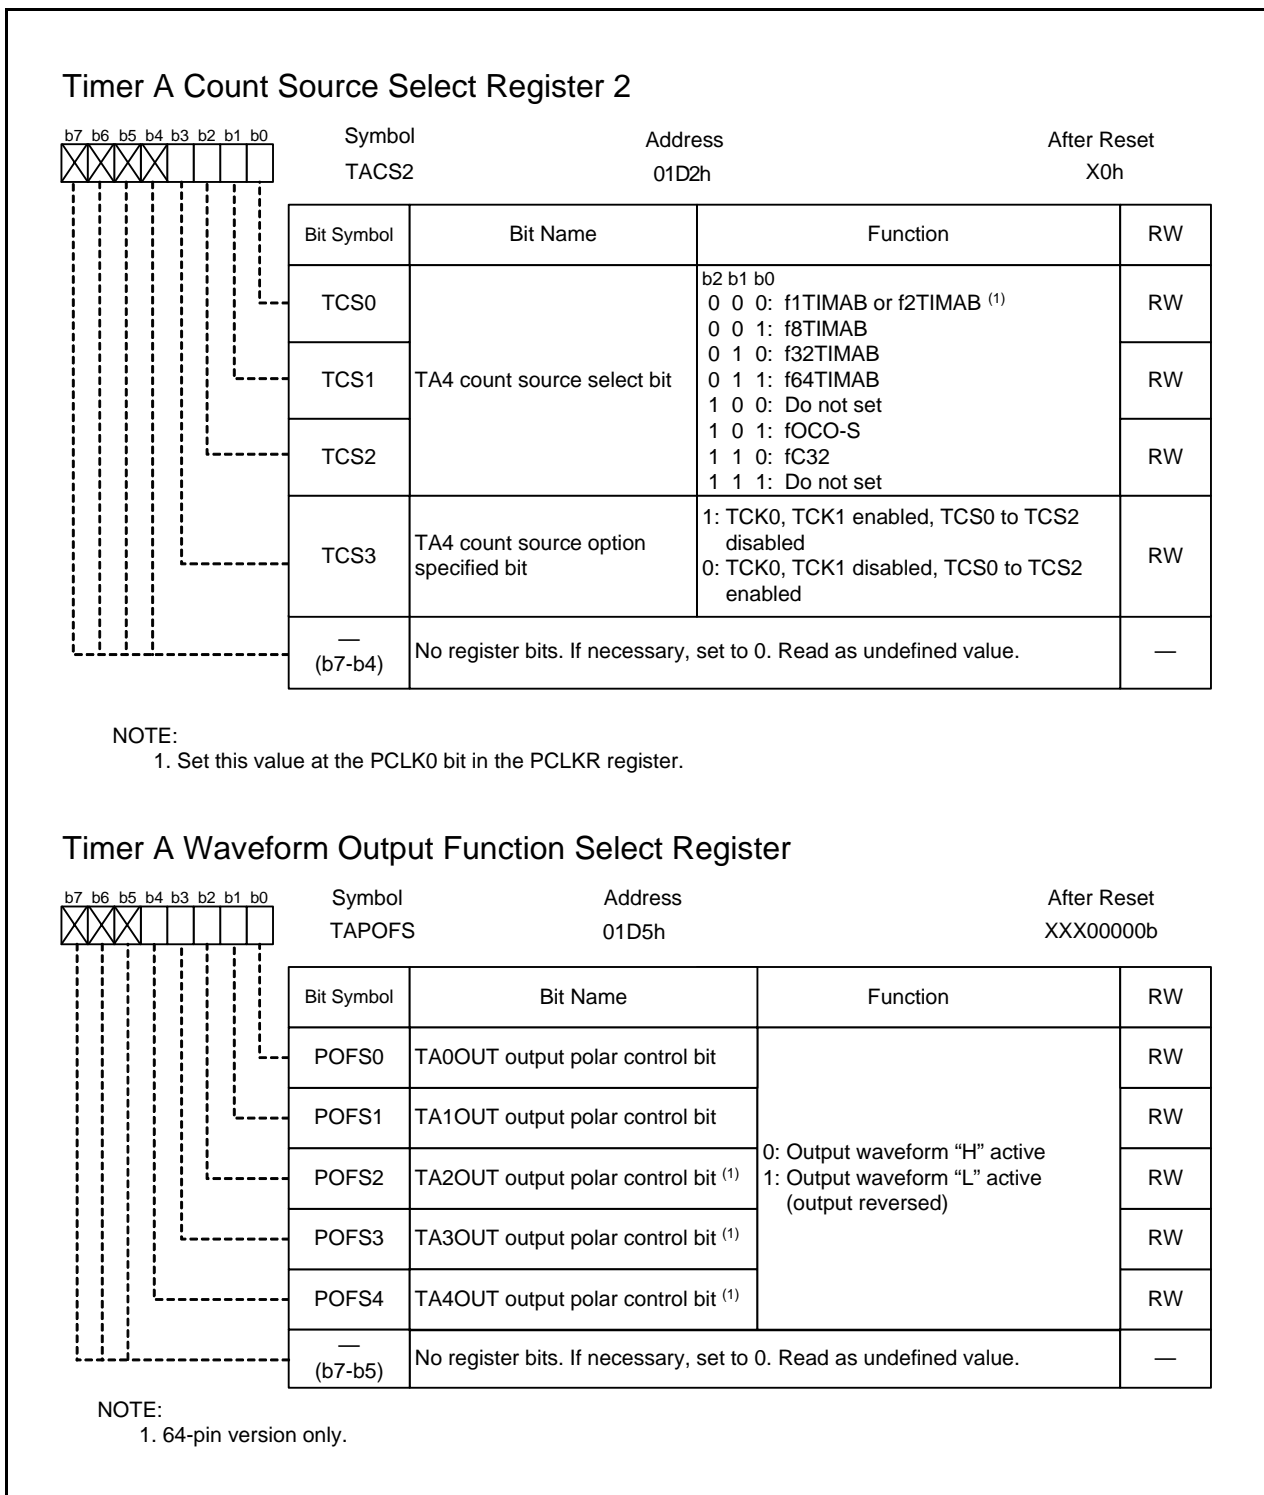 Timer A Count Source Select Register 2
b7 b6 b5 b4 b3 b2 b1 b0
Symbol Address After Reset
TACS2 01D2h X0h
Bit Symbol Bit Name Function RW
TCS0 RW
TCS1 TA4 count source select bit RW
TCS2 RW
b2 b1 b0
0 0 0: f1TIMAB or f2TIMAB (1)
0 0 1: f8TIMAB
0 1 0: f32TIMAB
0 1 1: f64TIMAB
1 0 0: Do not set
1 0 1: fOCO-S
1 1 0: fC32
1 1 1: Do not set
TCS3 RW
TA4 count source option
specified bit
1: TCK0, TCK1 enabled, TCS0 to TCS2
disabled
0: TCK0, TCK1 disabled, TCS0 to TCS2
enabled
—
(b7-b4)
No register bits. If necessary, set to 0. Read as undefined value. —
NOTE:
1. Set this value at the PCLK0 bit in the PCLKR register.
Timer A Waveform Output Function Select Register
b7 b6 b5 b4 b3 b2 b1 b0
Symbol Address After Reset
TAPOFS 01D5h XXX00000b
Bit Symbol Bit Name Function RW
POFS0 TA0OUT output polar control bit RW
POFS1 TA1OUT output polar control bit RW
POFS2 TA2OUT output polar control bit (1) RW
POFS3 TA3OUT output polar control bit (1) RW
POFS4 TA4OUT output polar control bit (1) RW
0: Output waveform “H” active
1: Output waveform “L” active
(output reversed)
—
(b7-b5)
No register bits. If necessary, set to 0. Read as undefined value. —
NOTE:
1. 64-pin version only.